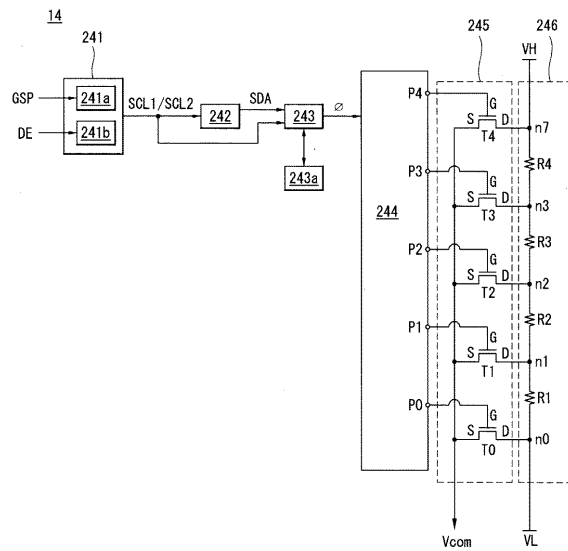 14
241
245
246
VH
GSP
241a
SCL1/SCL2
SDA
∅
P4
G
S
D
T4
n7
DE
241b
242
243
243a
R4
P3
G
S
D
T3
n3
244
R3
P2
G
S
D
T2
n2
R2
P1
G
S
D
T1
n1
R1
P0
G
S
D
T0
n0
Vcom
VL